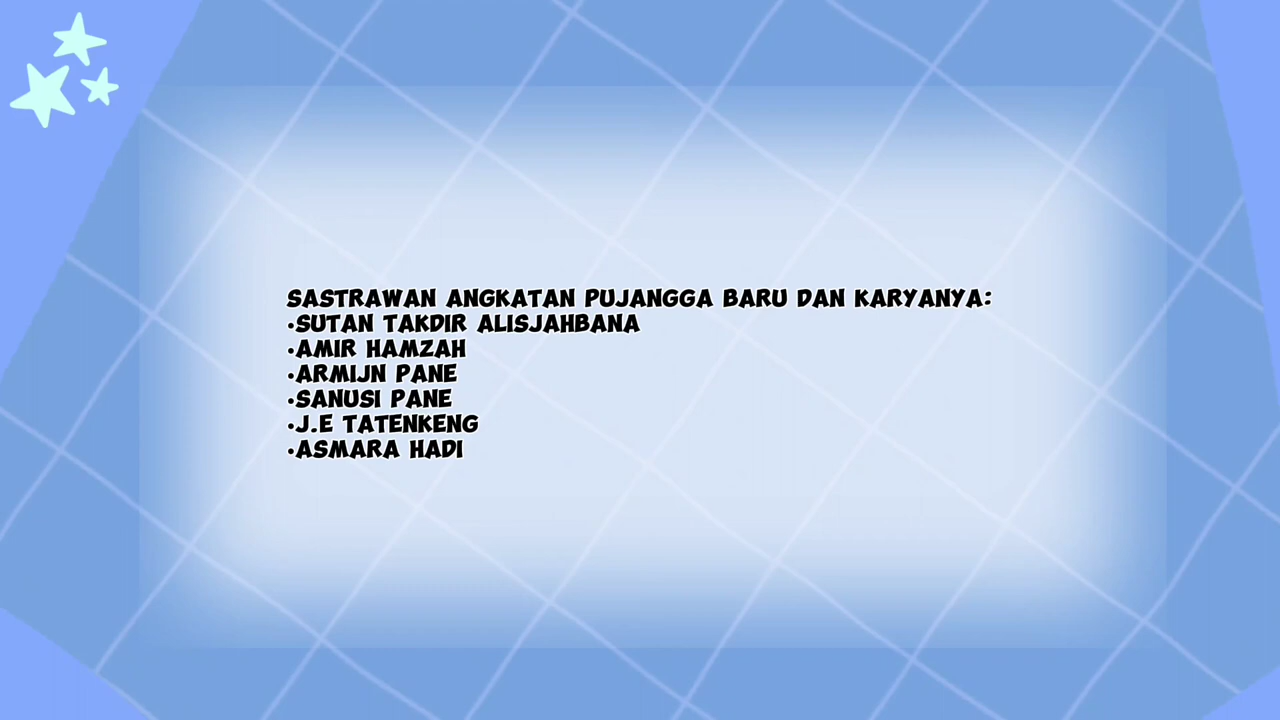 SASTRAWAN ANGKATAN PUJANGGA BARU DAN KARYANYA:
•SUTAN TAKDIR ALISJAHBANA
•AMIR HAMZAH
•ARMIJN PANE
•SANUSI PANE
•J.E TATENKENG
•ASMARA HADI